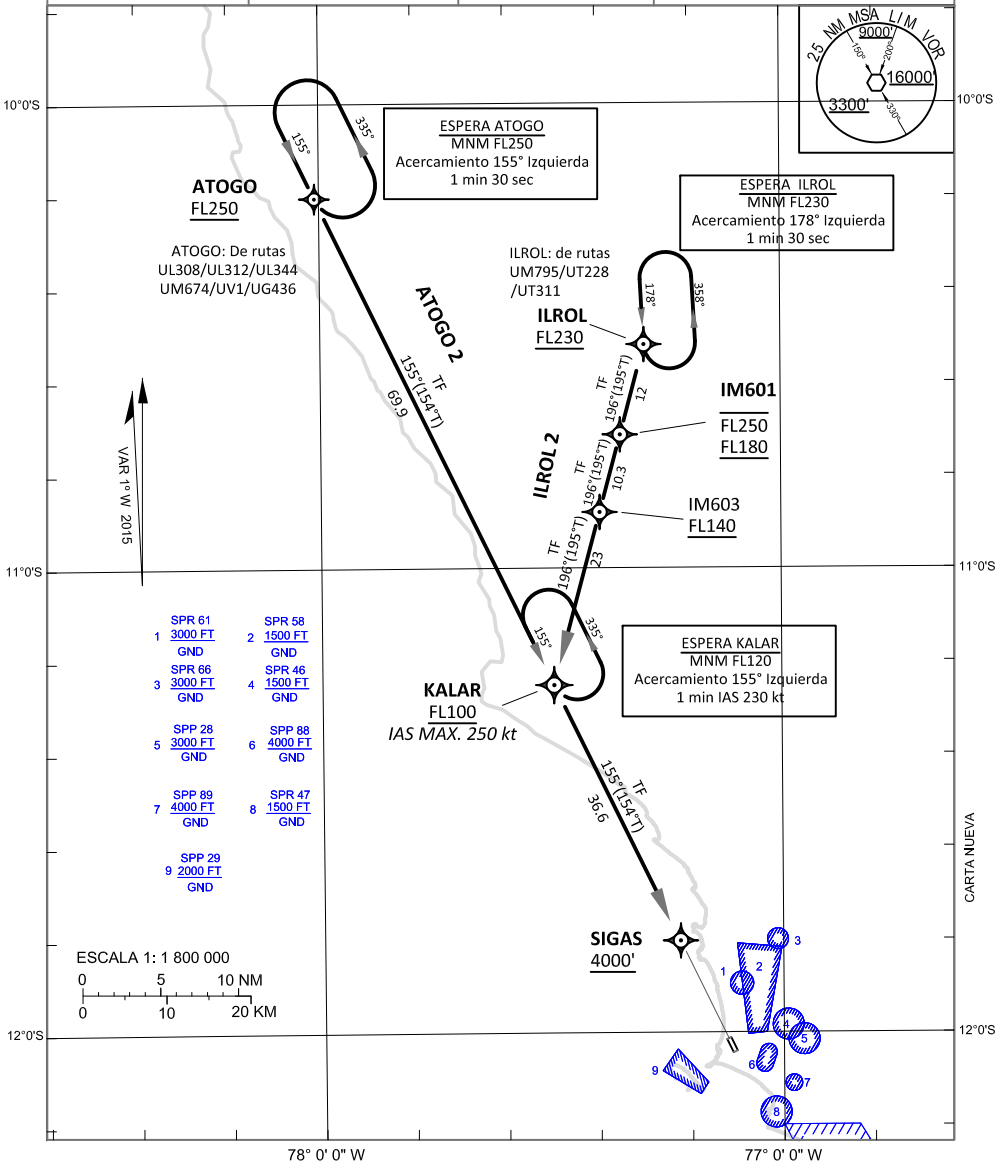 25 NM MSA LIM VOR
9000'
150°
200°
16000'
3300'
330°
10°0'S
10°0'S
155°
335°
ESPERA ATOGO
MNM FL250
Acercamiento 155° Izquierda
1 min 30 sec
ATOGO
FL250
ESPERA ILROL
MNM FL230
Acercamiento 178° Izquierda
1 min 30 sec
ATOGO: De rutas
UL308/UL312/UL344
UM674/UV1/UG436
ILROL: de rutas
UM795/UT228
/UT311
178°
358°
ILROL
FL230
ATOGO 2
TF
155°(154°T)
69.9
TF
196°(195°T)
12
IM601
FL250
FL180
ILROL 2
TF
196°(195°T)
10.3
IM603
FL140
VAR 1° W 2015
TF
196°(195°T)
23
11°0'S
11°0'S
155°
335°
ESPERA KALAR
MNM FL120
Acercamiento 155° Izquierda
1 min IAS 230 kt
KALAR
FL100
IAS MAX. 250 kt
1 SPR 61
3000 FT
GND
2 SPR 58
1500 FT
GND
3 SPR 66
3000 FT
GND
4 SPR 46
1500 FT
GND
5 SPP 28
3000 FT
GND
6 SPP 88
4000 FT
GND
7 SPP 89
4000 FT
GND
8 SPR 47
1500 FT
GND
9 SPP 29
2000 FT
GND
TF
155°(154°T)
36.6
CARTA NUEVA
SIGAS
4000'
ESCALA 1: 1 800 000
0 5 10 NM
0 10 20 KM
3
1
2
4
5
6
7
8
9
12°0'S
12°0'S
78° 0' 0" W
77° 0' 0" W